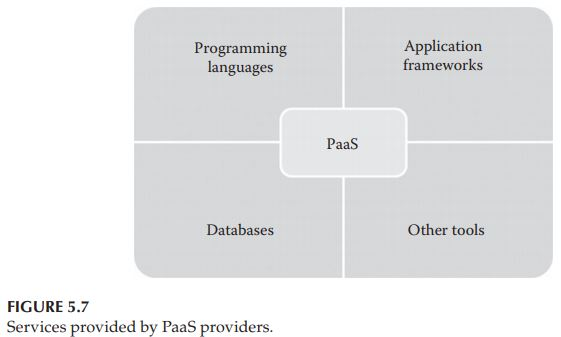 Programming
languages
Application
frameworks
PaaS
Databases
Other tools
FIGURE 5.7
Services provided by PaaS providers.